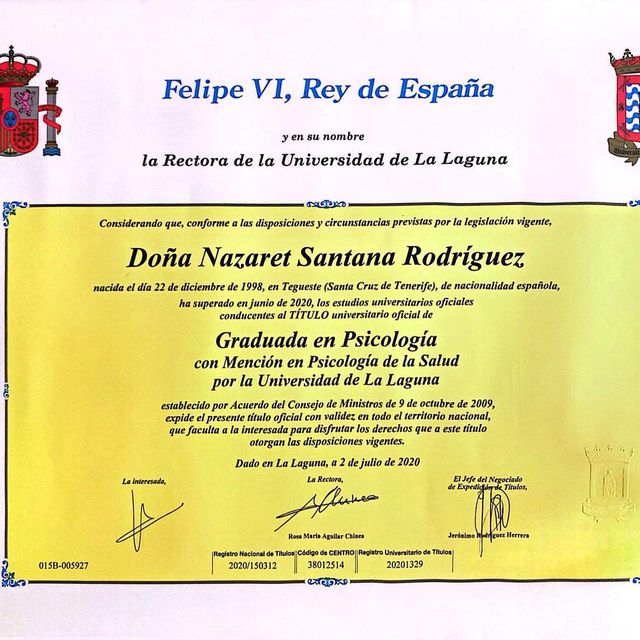 Felipe VI, Rey de España
y en su nombre
la Rectora de la Universidad de La Laguna
Considerando que, conforme a las disposiciones y circunstancias previstas por la legislación vigente,
Doña Nazaret Santana Rodríguez
nacida el día 22 de diciembre de 1998, en Tegueste (Santa Cruz de Tenerife), de nacionalidad española,
ha superado en junio de 2020, los estudios universitarios oficiales
conducentes al TÍTULO universitario oficial de
Graduada en Psicología
con Mención en Psicología de la Salud
por la Universidad de La Laguna
establecido por Acuerdo del Consejo de Ministros de 9 de octubre de 2009,
expide el presente título oficial con validez en todo el territorio nacional,
que faculta a la interesada para disfrutar los derechos que a este título
otorgan las disposiciones vigentes.
Dado en La Laguna, a 2 de julio de 2020
La interesada,
La Rectora,
El Jefe del Negociado
de Expedición de Títulos,
Rosa María Aguilar Chinea
Jerónimo Rodríguez Herrera
Registro Nacional de Títulos Código de CENTRO Registro Universitario de Títulos
015B-005927 2020/150312 38012514 20201329